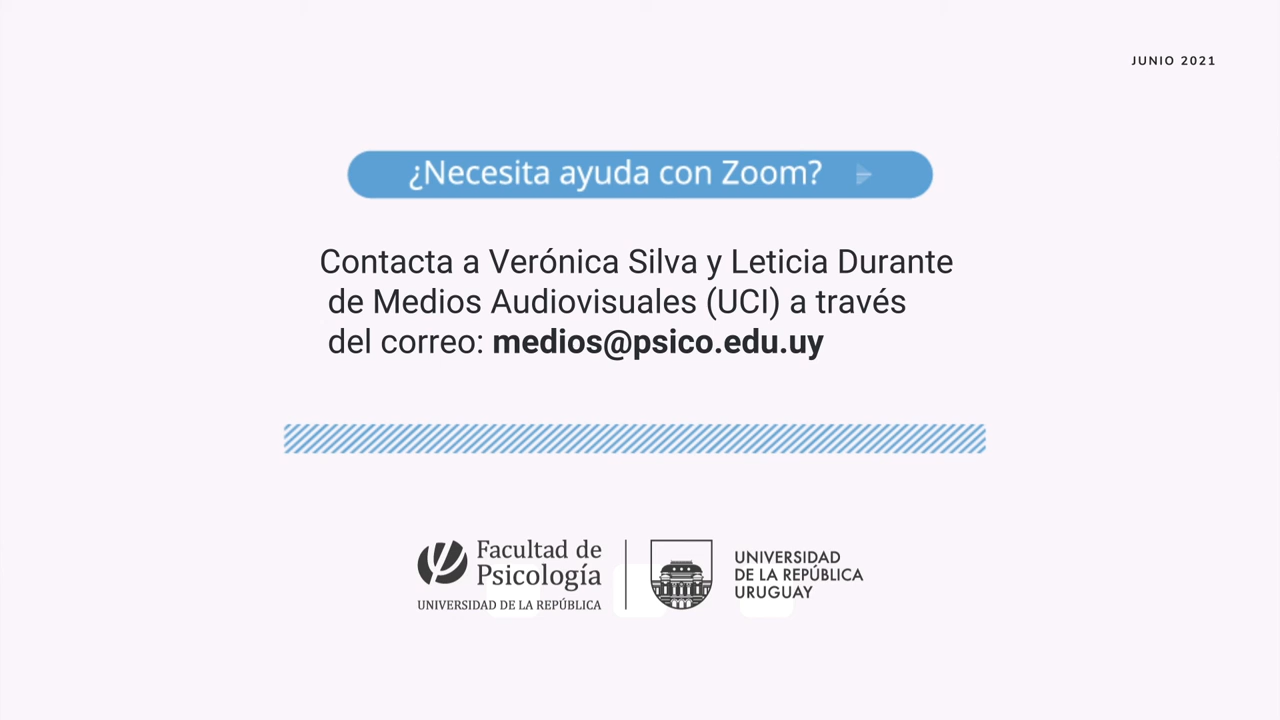 JUNIO 2021
¿Necesita ayuda con Zoom?
Contacta a Verónica Silva y Leticia Durante
de Medios Audiovisuales (UCI) a través
del correo: medios@psico.edu.uy
Facultad de
Psicología
UNIVERSIDAD DE LA REPÚBLICA
UNIVERSIDAD
DE LA REPÚBLICA
URUGUAY